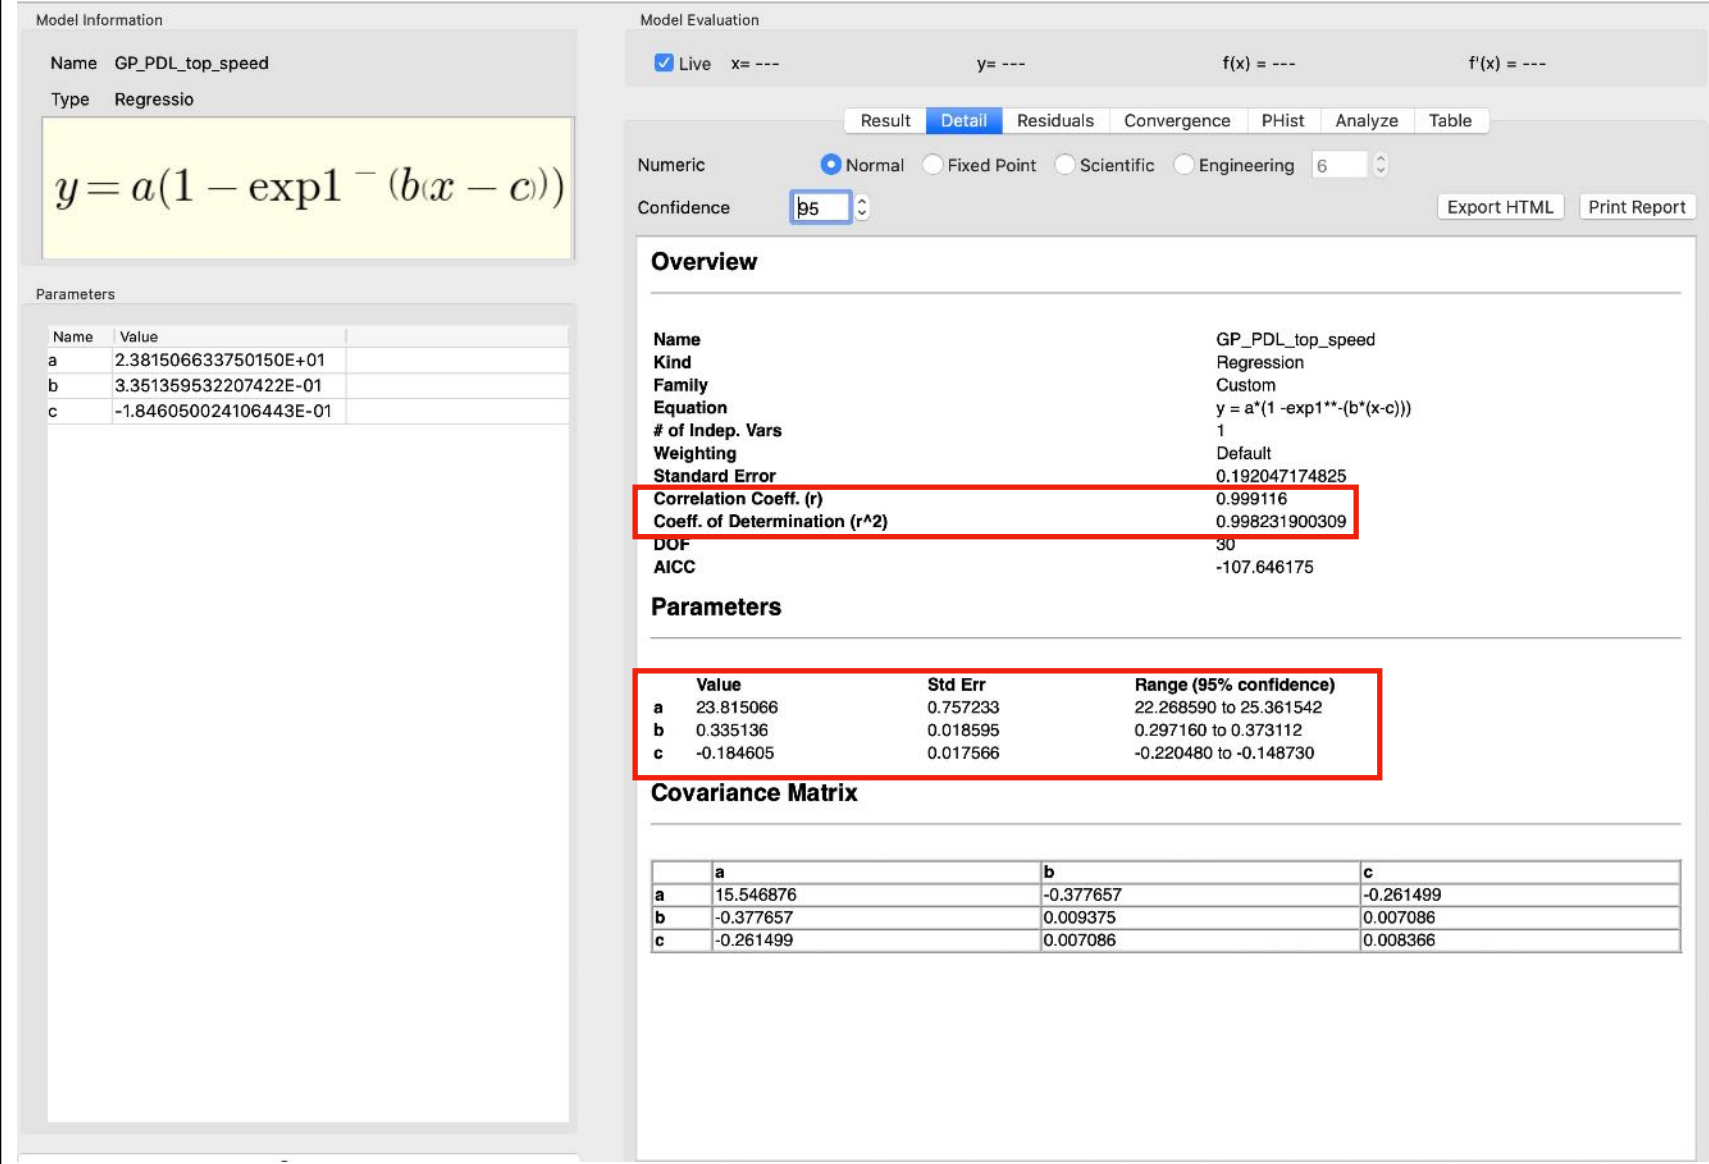 Model Information
Name GP_PDL_top_speed
Type Regressio
y = a(1 − exp1 − (b(x − c)))
Parameters
Name Value
a 2.381506633750150E+01
b 3.351359532207422E-01
c -1.846050024106443E-01
Model Evaluation
Live x= --- y= --- f(x) = --- f'(x) = ---
Result Detail Residuals Convergence PHist Analyze Table
Numeric Normal Fixed Point Scientific Engineering 6
Confidence 95 Export HTML Print Report
Overview
Name GP_PDL_top_speed
Kind Regression
Family Custom
Equation y = a*(1 -exp1**-(b*(x-c)))
# of Indep. Vars 1
Weighting Default
Standard Error 0.192047174825
Correlation Coeff. (r) 0.999116
Coeff. of Determination (r^2) 0.998231900309
DOF 30
AICC -107.646175
Parameters
Value Std Err Range (95% confidence)
a 23.815066 0.757233 22.268590 to 25.361542
b 0.335136 0.018595 0.297160 to 0.373112
c -0.184605 0.017566 -0.220480 to -0.148730
Covariance Matrix
a b c
a 15.546876 -0.377657 -0.261499
b -0.377657 0.009375 0.007086
c -0.261499 0.007086 0.008366